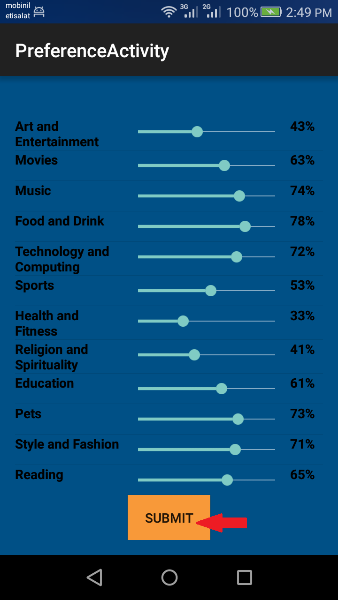 mobinil
etisalat
3G 2G 100% 2:49 PM
PreferenceActivity
Art and
Entertainment 43%
Movies 63%
Music 74%
Food and Drink 78%
Technology and
Computing 72%
Sports 53%
Health and
Fitness 33%
Religion and
Spirituality 41%
Education 61%
Pets 73%
Style and Fashion 71%
Reading 65%
SUBMIT